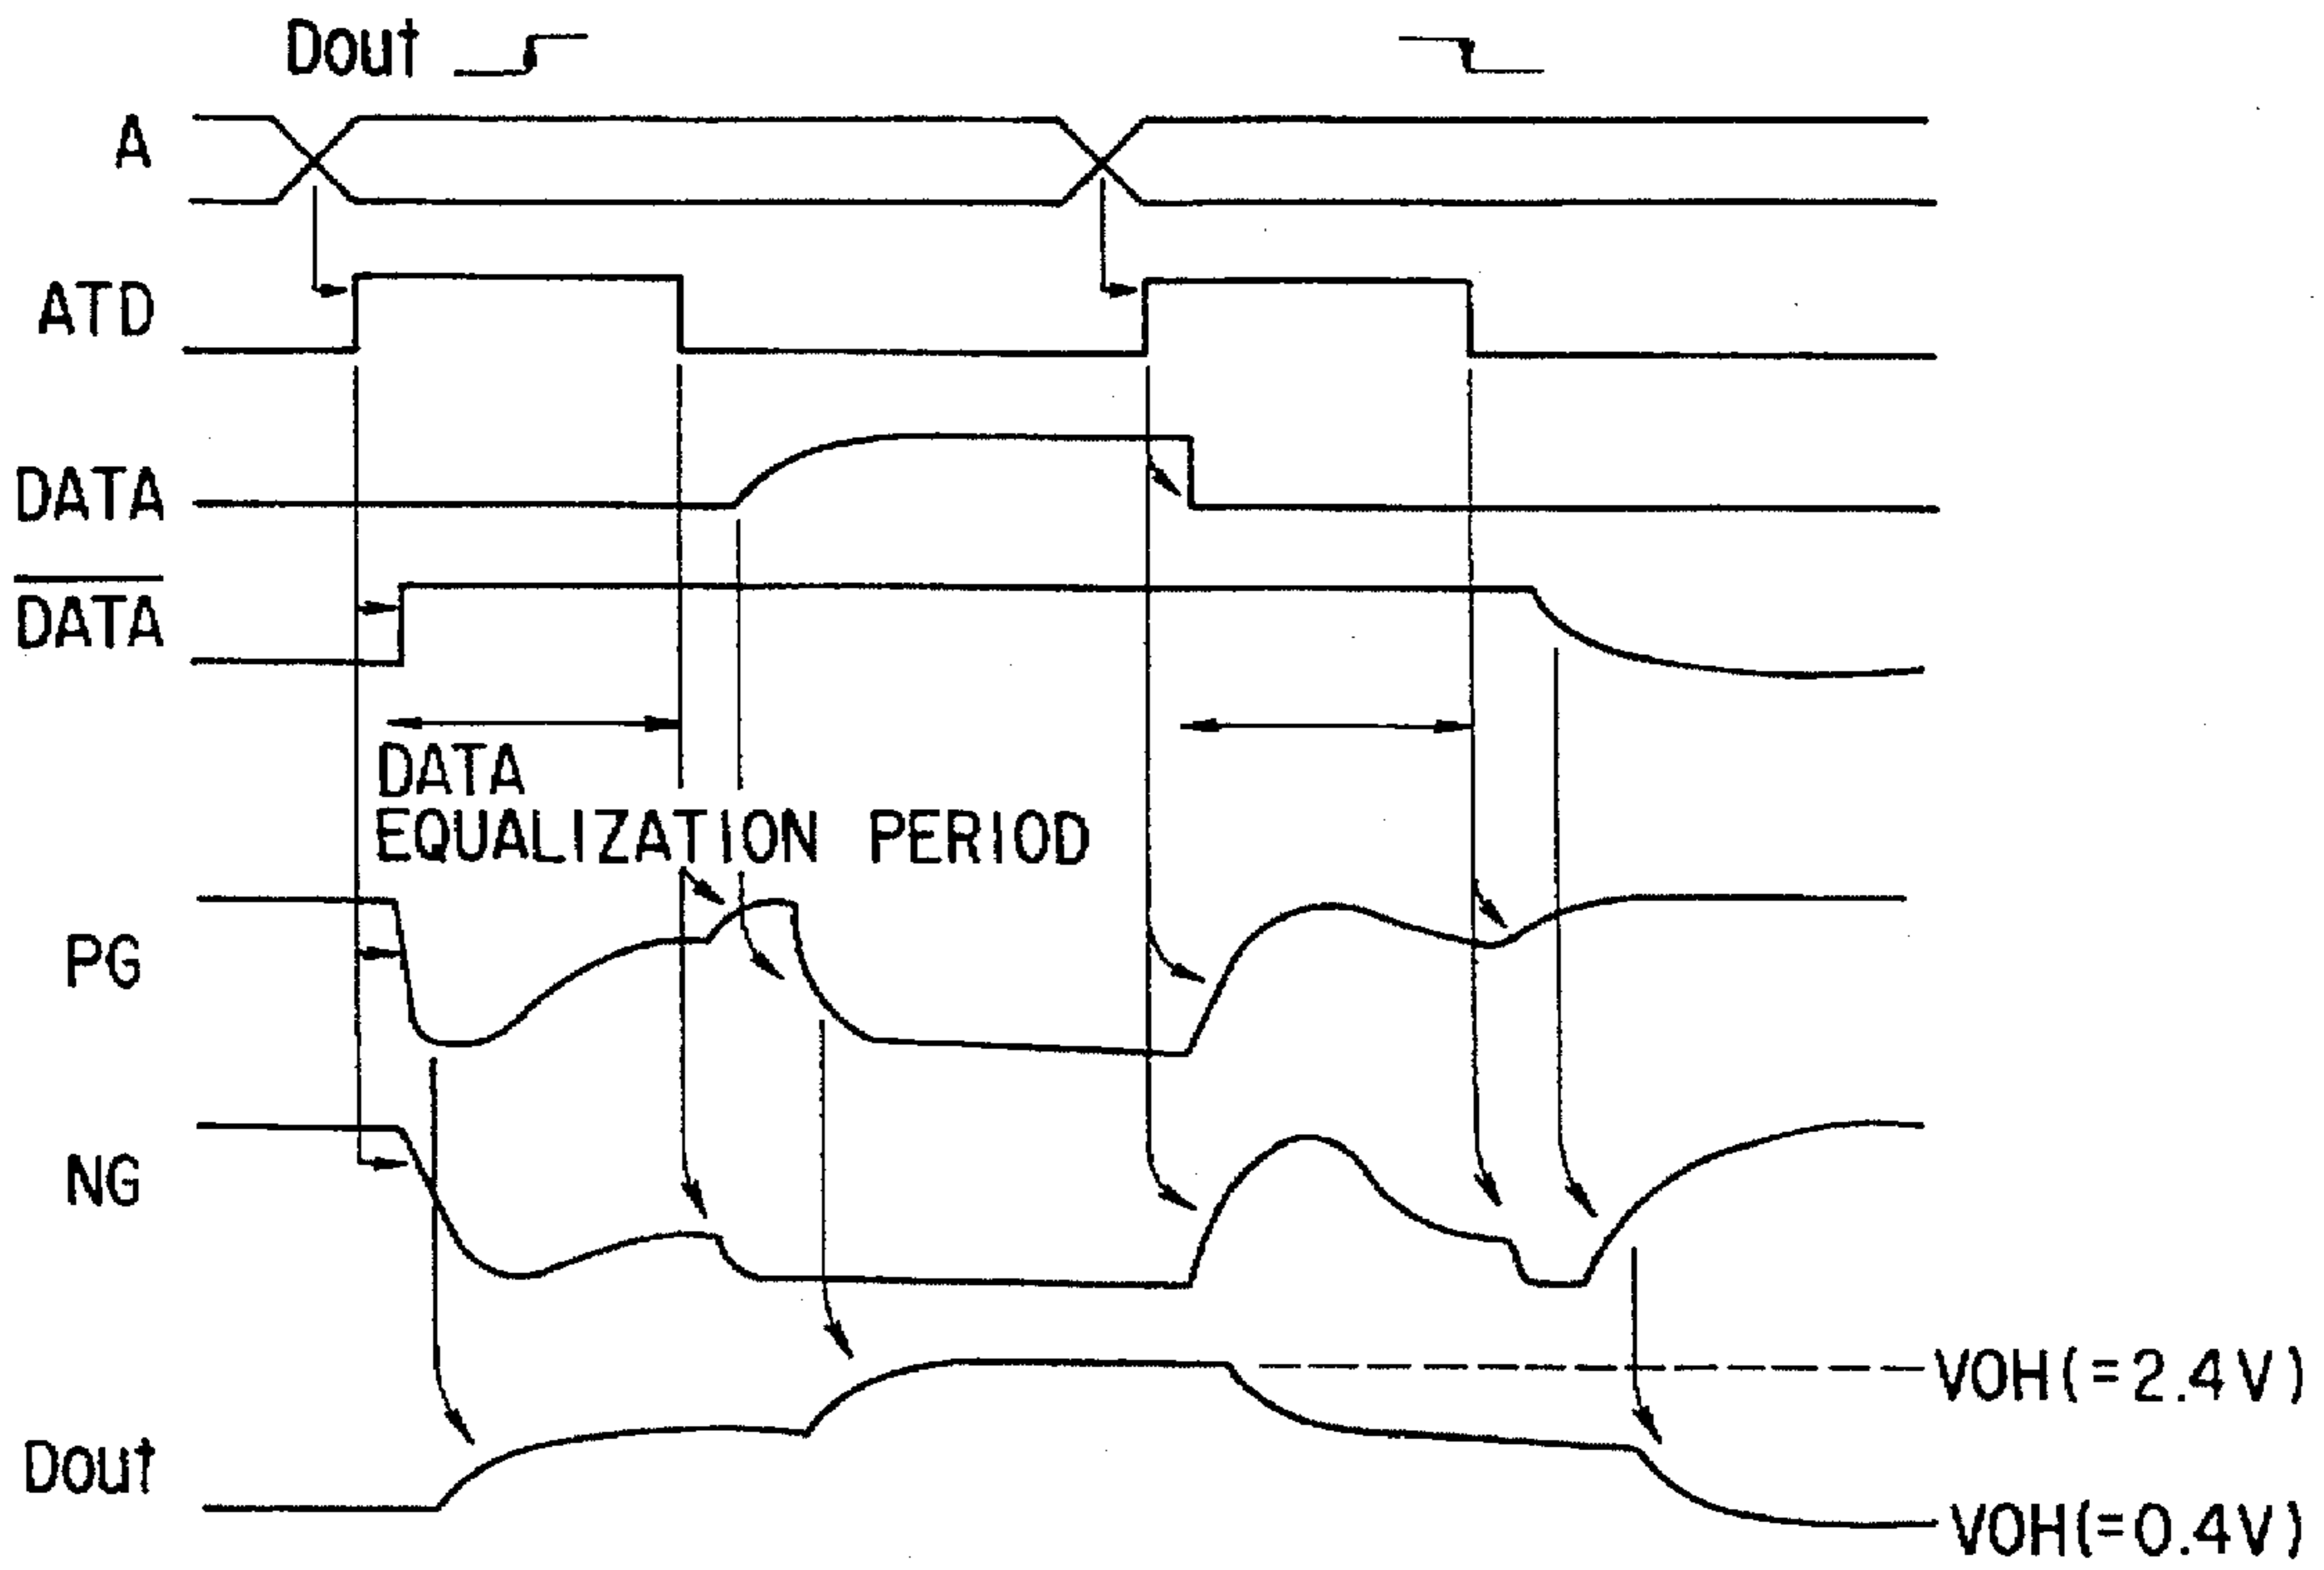 Dout
A
ATD
DATA
DATA
DATA
EQUALIZATION PERIOD
PG
NG
VOH(=2.4V)
Dout
VOH(=0.4V)